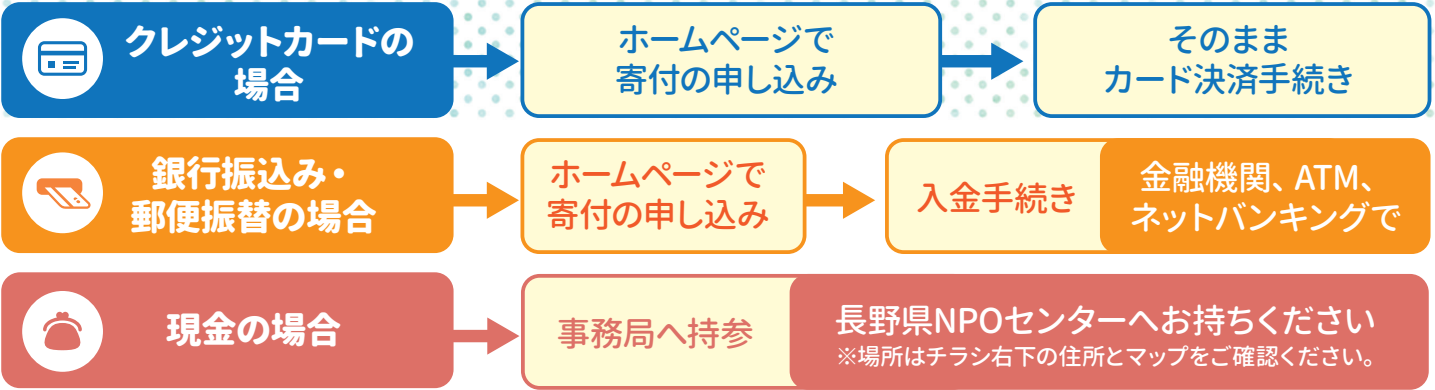 クレジットカードの
場合
ホームページで
寄付の申し込み
そのまま
カード決済手続き
銀行振込み・
郵便振替の場合
ホームページで
寄付の申し込み
入金手続き
金融機関、ATM、
ネットバンキングで
現金の場合
事務局へ持参
長野県NPOセンターへお持ちください
※場所はチラシ右下の住所とマップをご確認ください。